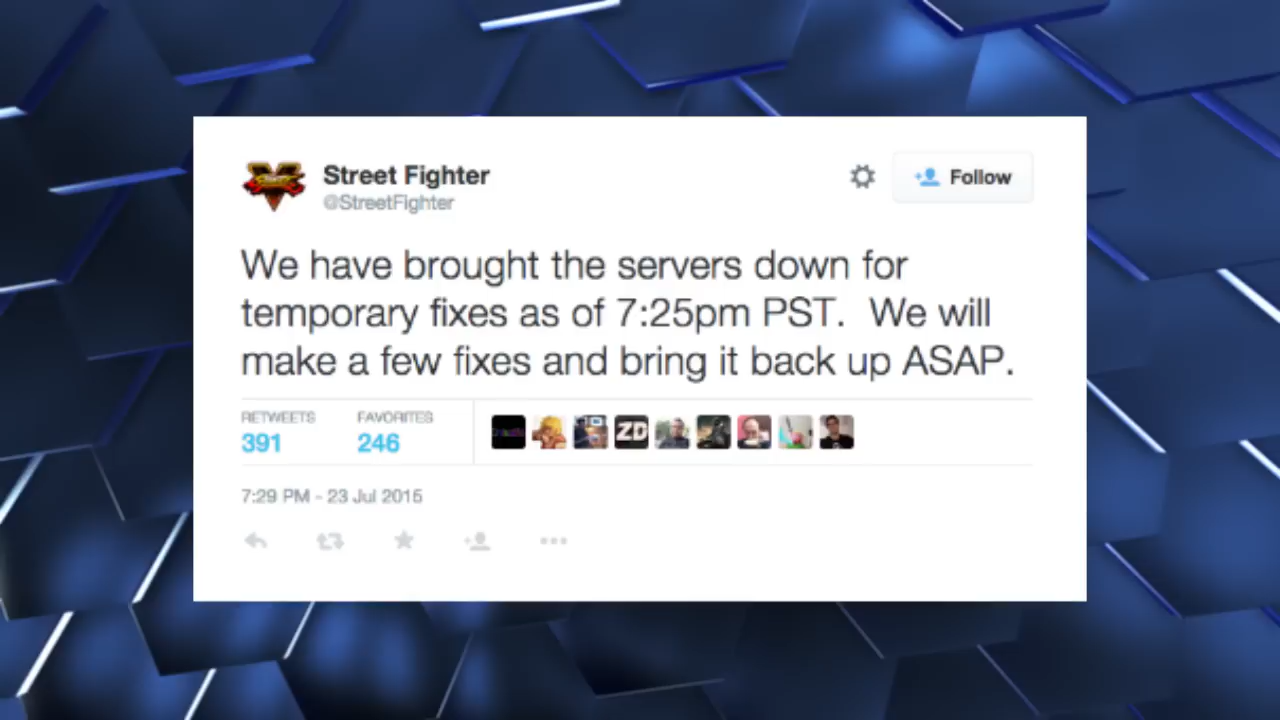 Street Fighter
@StreetFighter
Follow
We have brought the servers down for
temporary fixes as of 7:25pm PST.  We will
make a few fixes and bring it back up ASAP.
RETWEETS
FAVORITES
391
246
ZD
7:29 PM - 23 Jul 2015